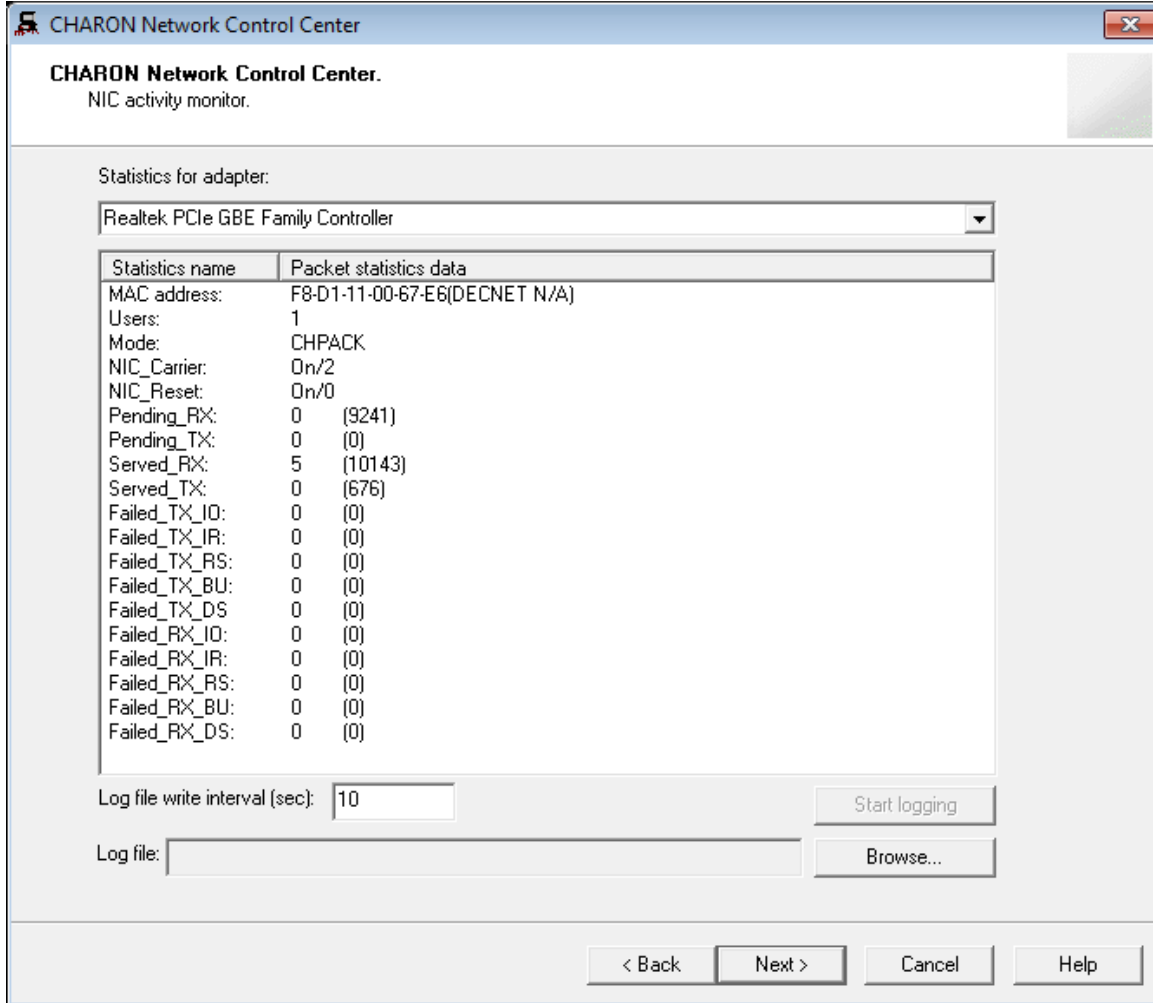 CHARON Network Control Center
CHARON Network Control Center.
NIC activity monitor.
Statistics for adapter:
Realtek PCIe GBE Family Controller
Statistics name Packet statistics data
MAC address: F8-D1-11-00-67-E6(DECNET N/A)
Users: 1
Mode: CHPACK
NIC_Carrier: On/2
NIC_Reset: On/0
Pending_RX: 0 (9241)
Pending_TX: 0 (0)
Served_RX: 5 (10143)
Served_TX: 0 (676)
Failed_TX_IO: 0 (0)
Failed_TX_IR: 0 (0)
Failed_TX_RS: 0 (0)
Failed_TX_BU: 0 (0)
Failed_TX_DS 0 (0)
Failed_RX_IO: 0 (0)
Failed_RX_IR: 0 (0)
Failed_RX_RS: 0 (0)
Failed_RX_BU: 0 (0)
Failed_RX_DS: 0 (0)
Log file write interval (sec): 10 Start logging
Log file: Browse...
< Back Next > Cancel Help